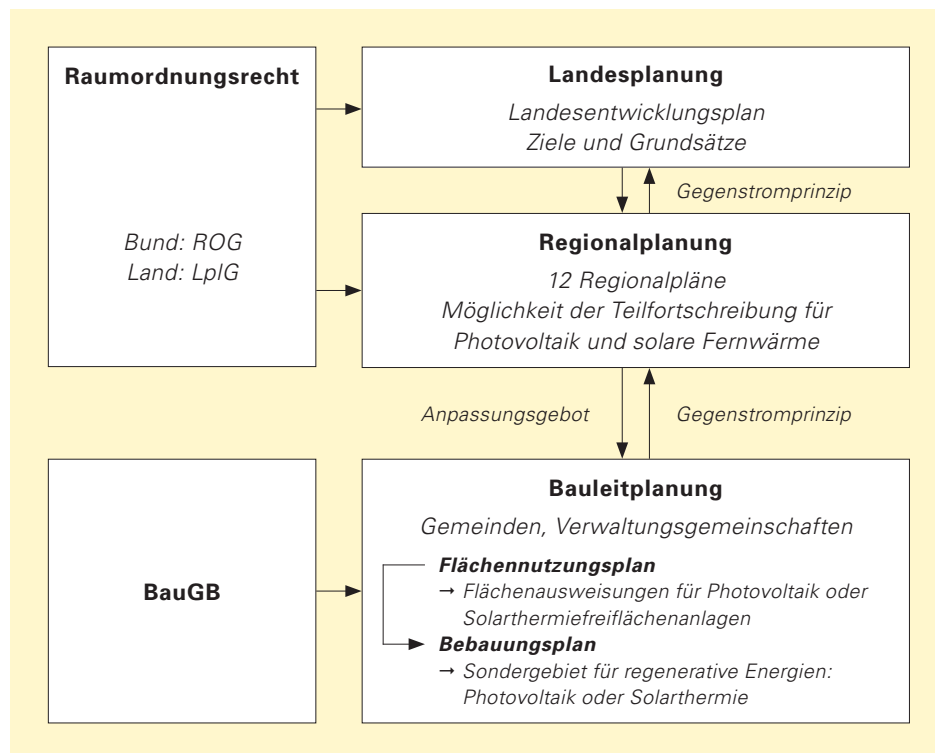 Raumordnungsrecht
Bund: ROG
Land: LplG
Landesplanung
Landesentwicklungsplan
Ziele und Grundsätze
Gegenstromprinzip
Regionalplanung
12 Regionalpläne
Möglichkeit der Teilfortschreibung für
Photovoltaik und solare Fernwärme
Anpassungsgebot
Gegenstromprinzip
BauGB
Bauleitplanung
Gemeinden, Verwaltungsgemeinschaften
Flächennutzungsplan
→ Flächenausweisungen für Photovoltaik oder
Solarthermiefreiflächenanlagen
Bebauungsplan
→ Sondergebiet für regenerative Energien:
Photovoltaik oder Solarthermie